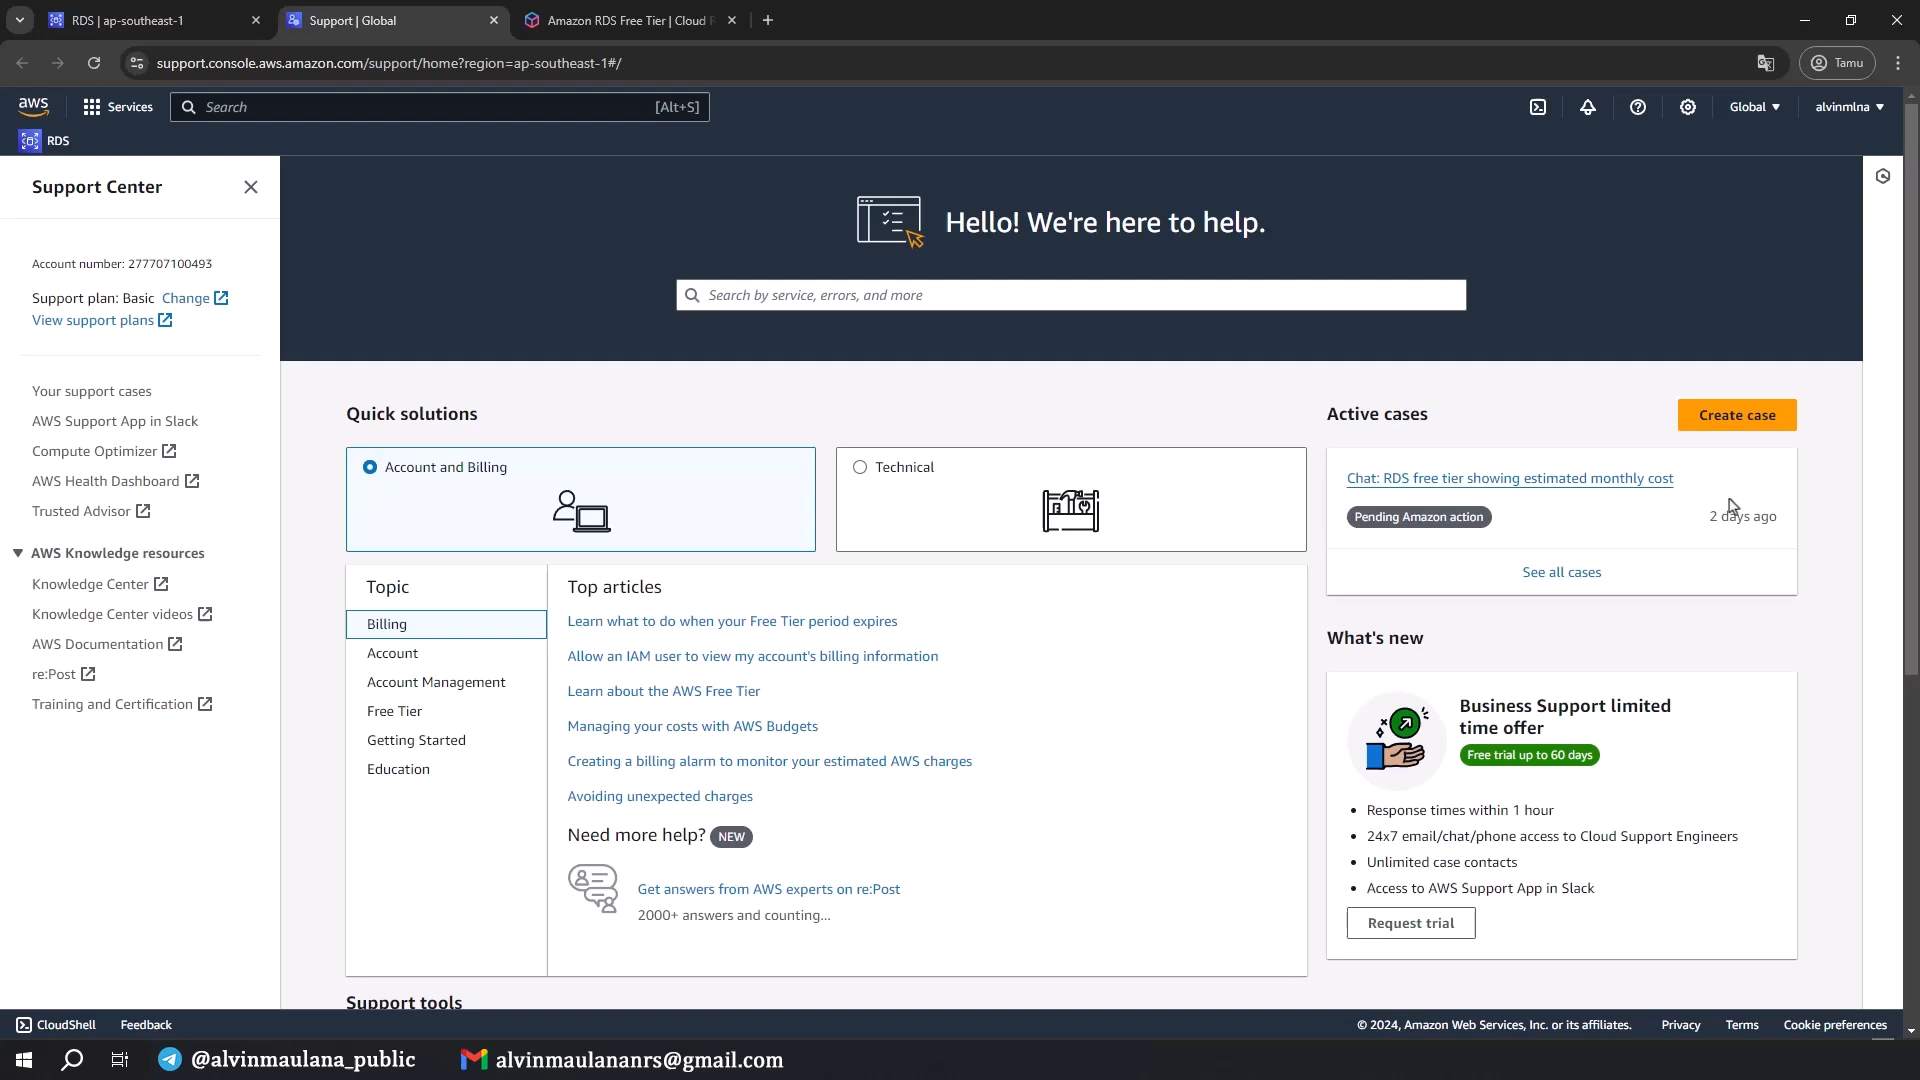 RDS | ap-southeast-1
Support | Global
Amazon RDS Free Tier | Cloud
support.console.aws.amazon.com/support/home?region=ap-southeast-1#/
Tamu
aws
Services
Search
[Alt+S]
Global
alvinmlna
RDS
Support Center
Account number: 277707100493
Support plan: Basic Change
View support plans
Your support cases
AWS Support App in Slack
Compute Optimizer
AWS Health Dashboard
Trusted Advisor
AWS Knowledge resources
Knowledge Center
Knowledge Center videos
AWS Documentation
re:Post
Training and Certification
Hello! We're here to help.
Search by service, errors, and more
Quick solutions
Account and Billing
Technical
Topic
Billing
Account
Account Management
Free Tier
Getting Started
Education
Top articles
Learn what to do when your Free Tier period expires
Allow an IAM user to view my account's billing information
Learn about the AWS Free Tier
Managing your costs with AWS Budgets
Creating a billing alarm to monitor your estimated AWS charges
Avoiding unexpected charges
Need more help? NEW
Get answers from AWS experts on re:Post
2000+ answers and counting...
Support tools
Active cases
Create case
Chat: RDS free tier showing estimated monthly cost
Pending Amazon action
2 days ago
See all cases
What's new
Business Support limited
time offer
Free trial up to 60 days
• Response times within 1 hour
• 24x7 email/chat/phone access to Cloud Support Engineers
• Unlimited case contacts
• Access to AWS Support App in Slack
Request trial
CloudShell
Feedback
© 2024, Amazon Web Services, Inc. or its affiliates.
Privacy
Terms
Cookie preferences
@alvinmaulana_public
alvinmaulananrs@gmail.com